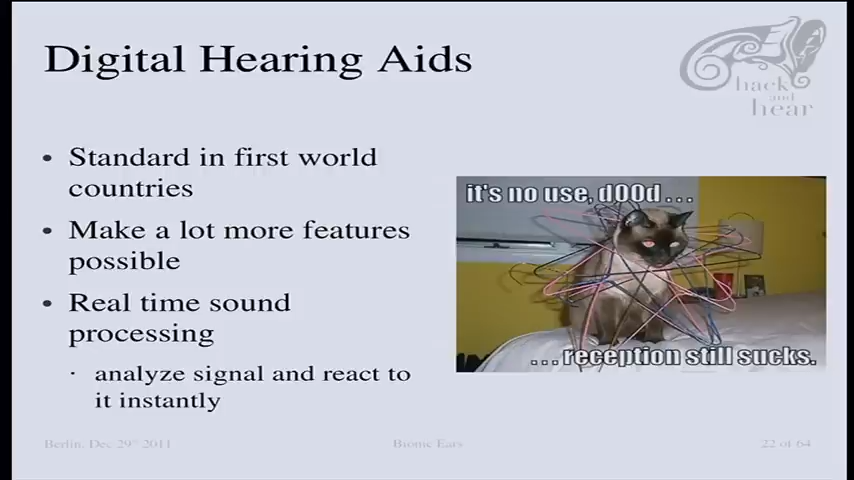 Digital Hearing Aids
hack
and
hear
• Standard in first world
countries
• Make a lot more features
possible
• Real time sound
processing
· analyze signal and react to
it instantly
it's no use, d00d...
...reception still sucks.
Berlin, Dec 29th 2011
Bionic Ears
22 of 64